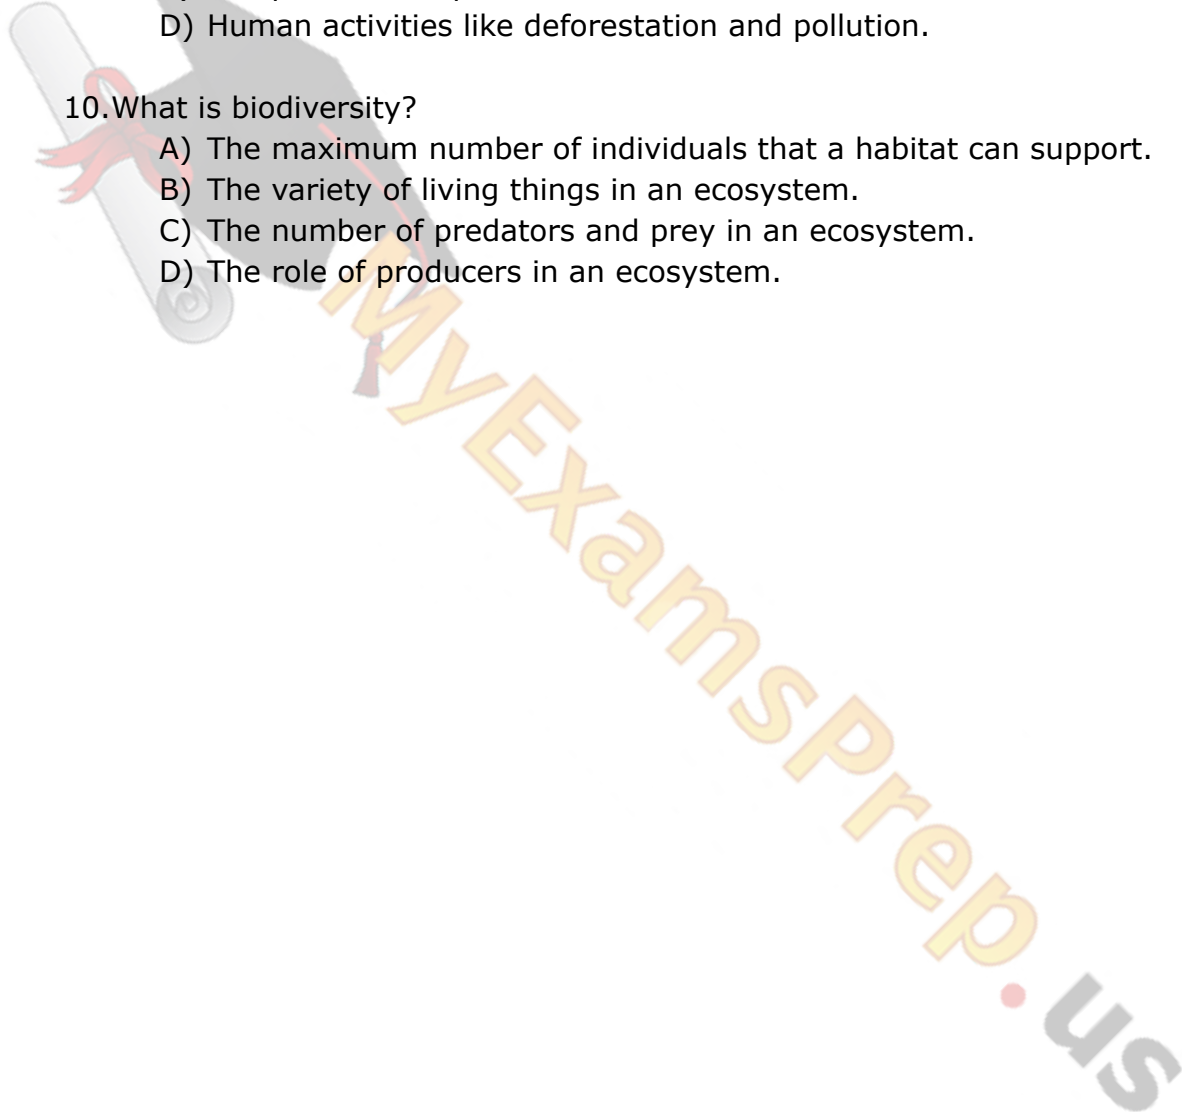 D) Human activities like deforestation and pollution.
10.What is biodiversity?
A) The maximum number of individuals that a habitat can support.
B) The variety of living things in an ecosystem.
C) The number of predators and prey in an ecosystem.
D) The role of producers in an ecosystem.
MyExamsPrep.us